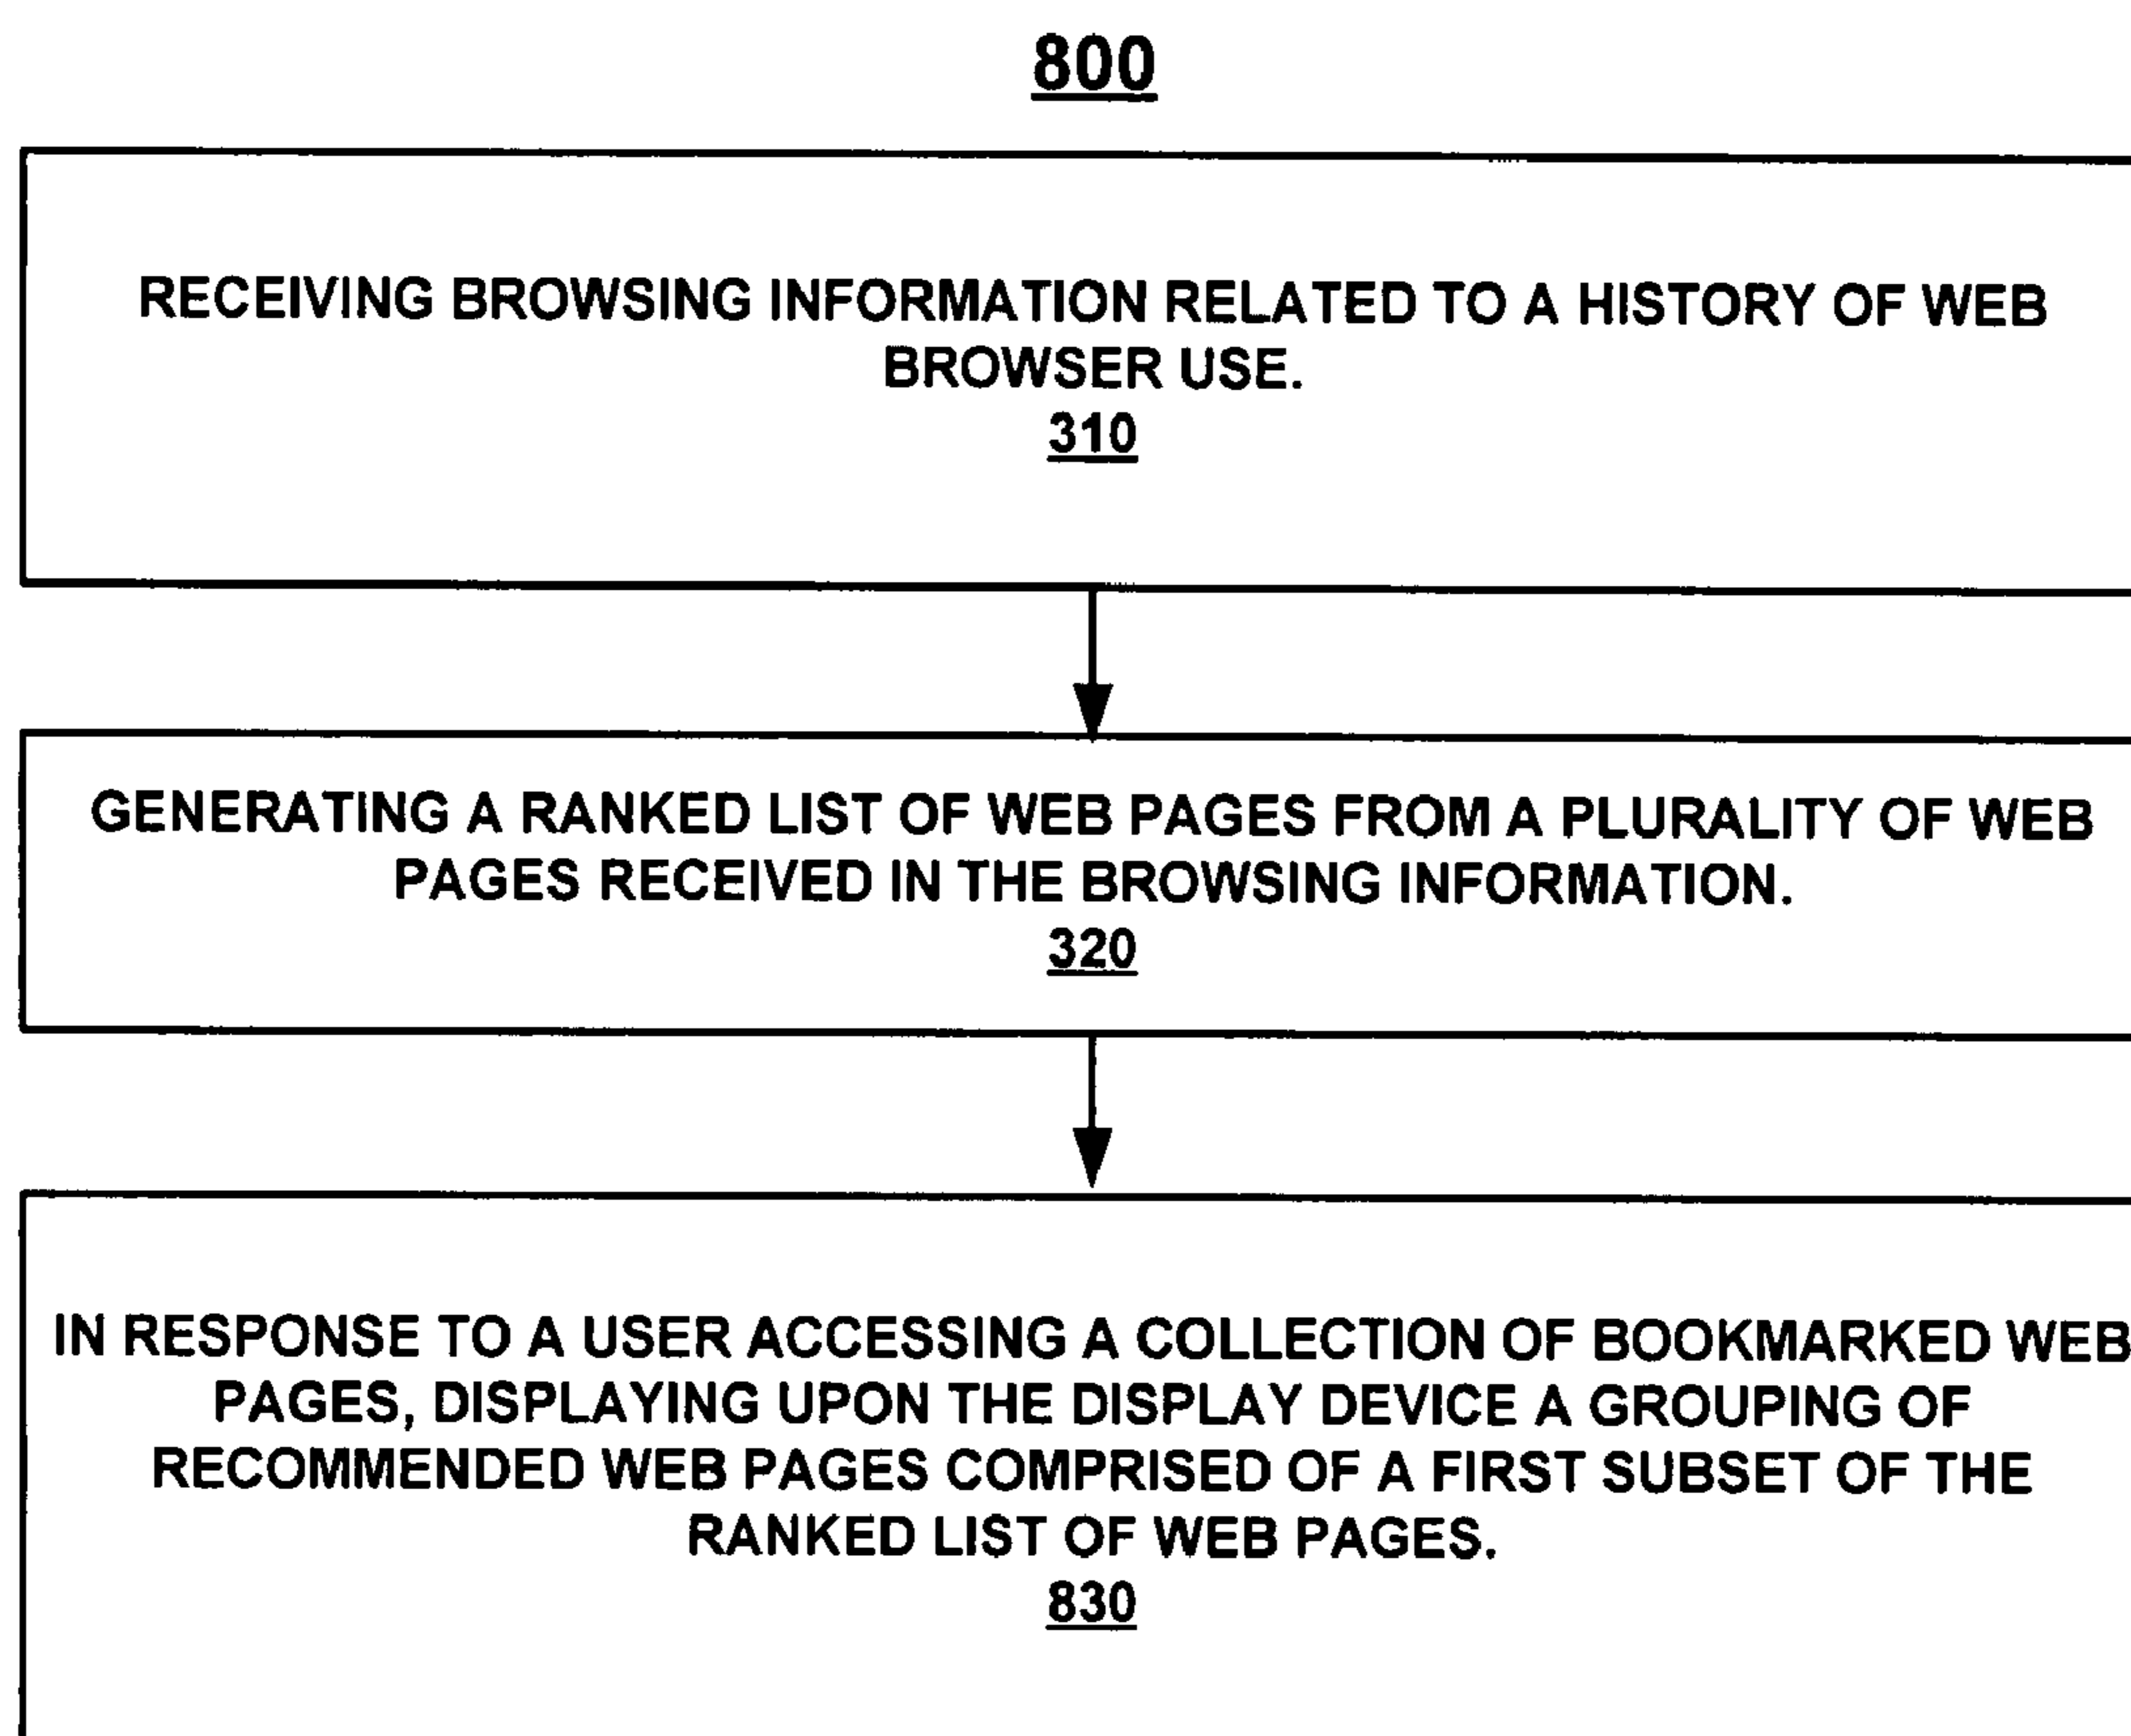 800
RECEIVING BROWSING INFORMATION RELATED TO A HISTORY OF WEB
BROWSER USE.
310
GENERATING A RANKED LIST OF WEB PAGES FROM A PLURALITY OF WEB
PAGES RECEIVED IN THE BROWSING INFORMATION.
320
IN RESPONSE TO A USER ACCESSING A COLLECTION OF BOOKMARKED WEB
PAGES, DISPLAYING UPON THE DISPLAY DEVICE A GROUPING OF
RECOMMENDED WEB PAGES COMPRISED OF A FIRST SUBSET OF THE
RANKED LIST OF WEB PAGES.
830